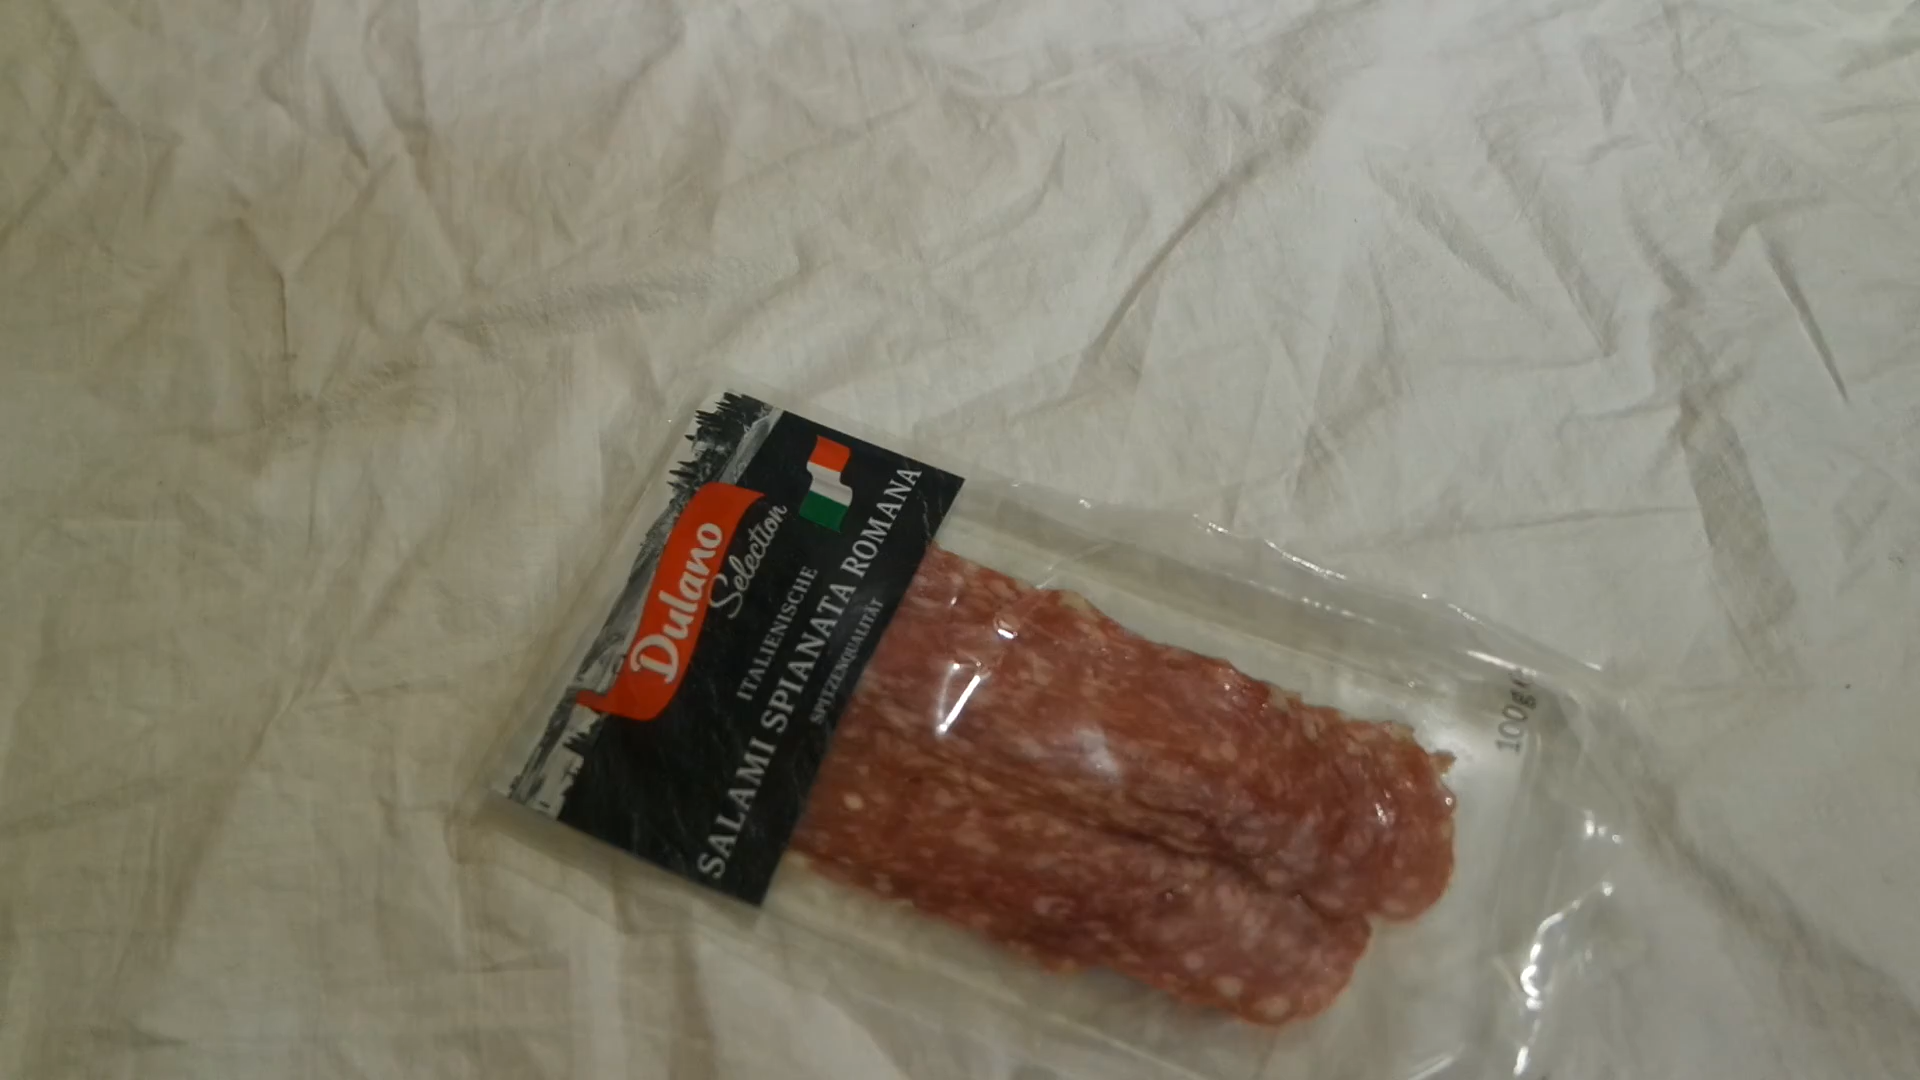 Dulano
Selection
ITALIENISCHE
SALAMI SPIANATA ROMANA
SPITZENQUALITÄT
100g